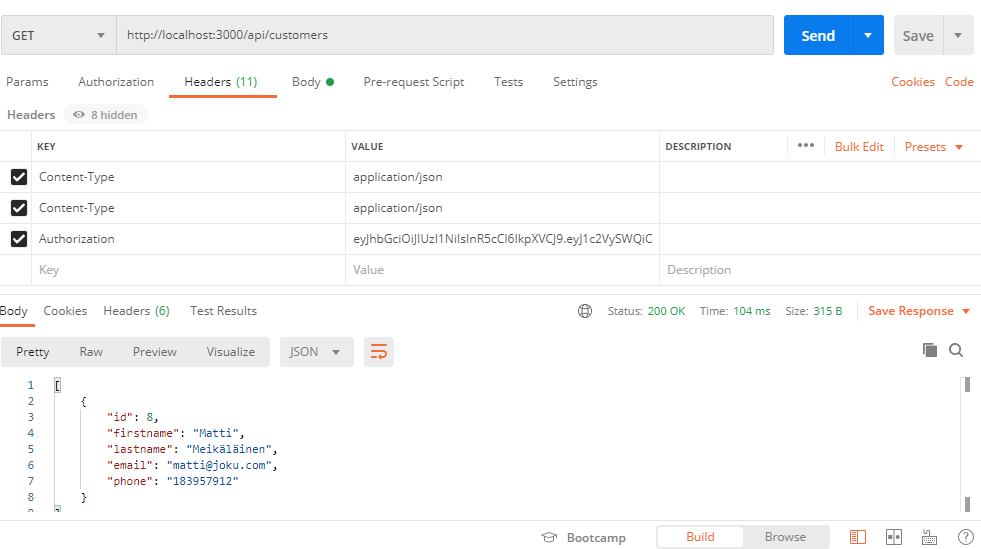 GET http://localhost:3000/api/customers Send Save
Params Authorization Headers (11) Body Pre-request Script Tests Settings Cookies Code
Headers 8 hidden
KEY VALUE DESCRIPTION ••• Bulk Edit Presets
Content-Type application/json
Content-Type application/json
Authorization eyJhbGciOiJIUzI1NiIsInR5cCI6IkpXVCJ9.eyJ1c2VySWQiO
Key Value Description
Body Cookies Headers (6) Test Results Status: 200 OK Time: 104 ms Size: 315 B Save Response
Pretty Raw Preview Visualize JSON
1 [
2 {
3 "id": 8,
4 "firstname": "Matti",
5 "lastname": "Meikäläinen",
6 "email": "matti@joku.com",
7 "phone": "183957912"
8 }
9 ]
Bootcamp Build Browse ?